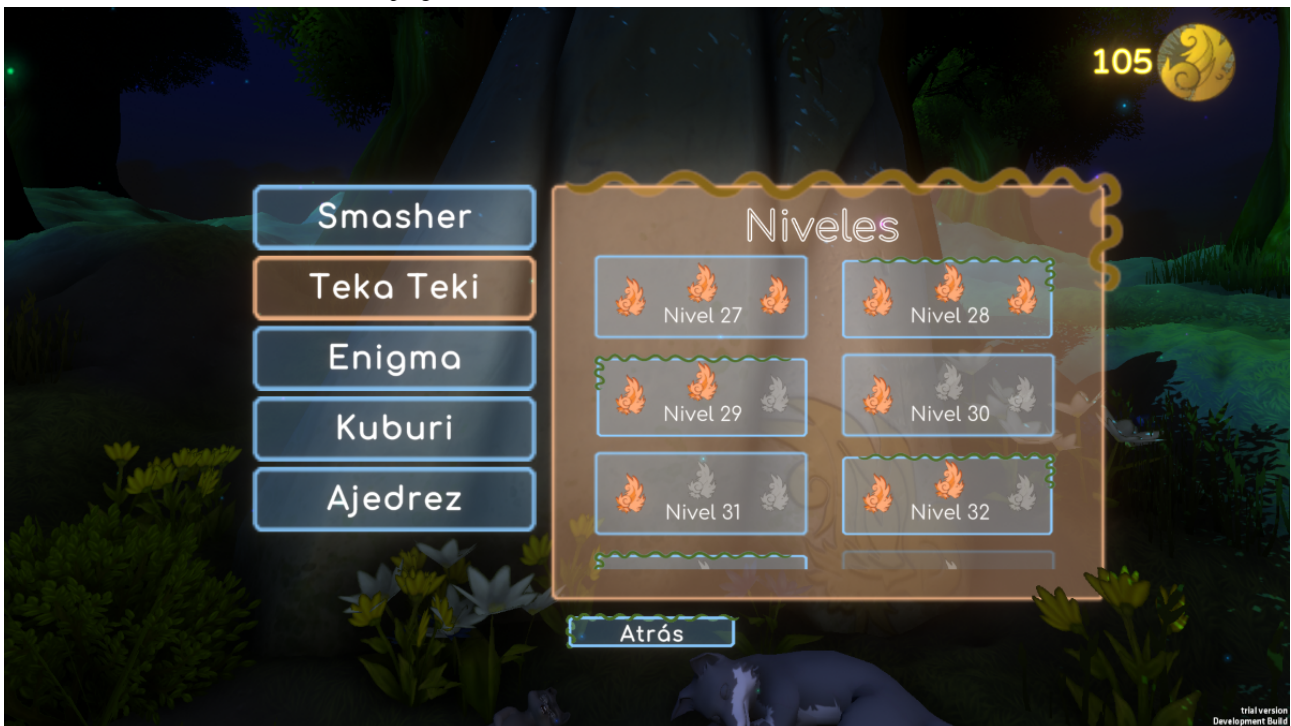 105
Smasher
Teka Teki
Enigma
Kuburi
Ajedrez
Niveles
Nivel 27
Nivel 28
Nivel 29
Nivel 30
Nivel 31
Nivel 32
Atrás
trial version
Development Build